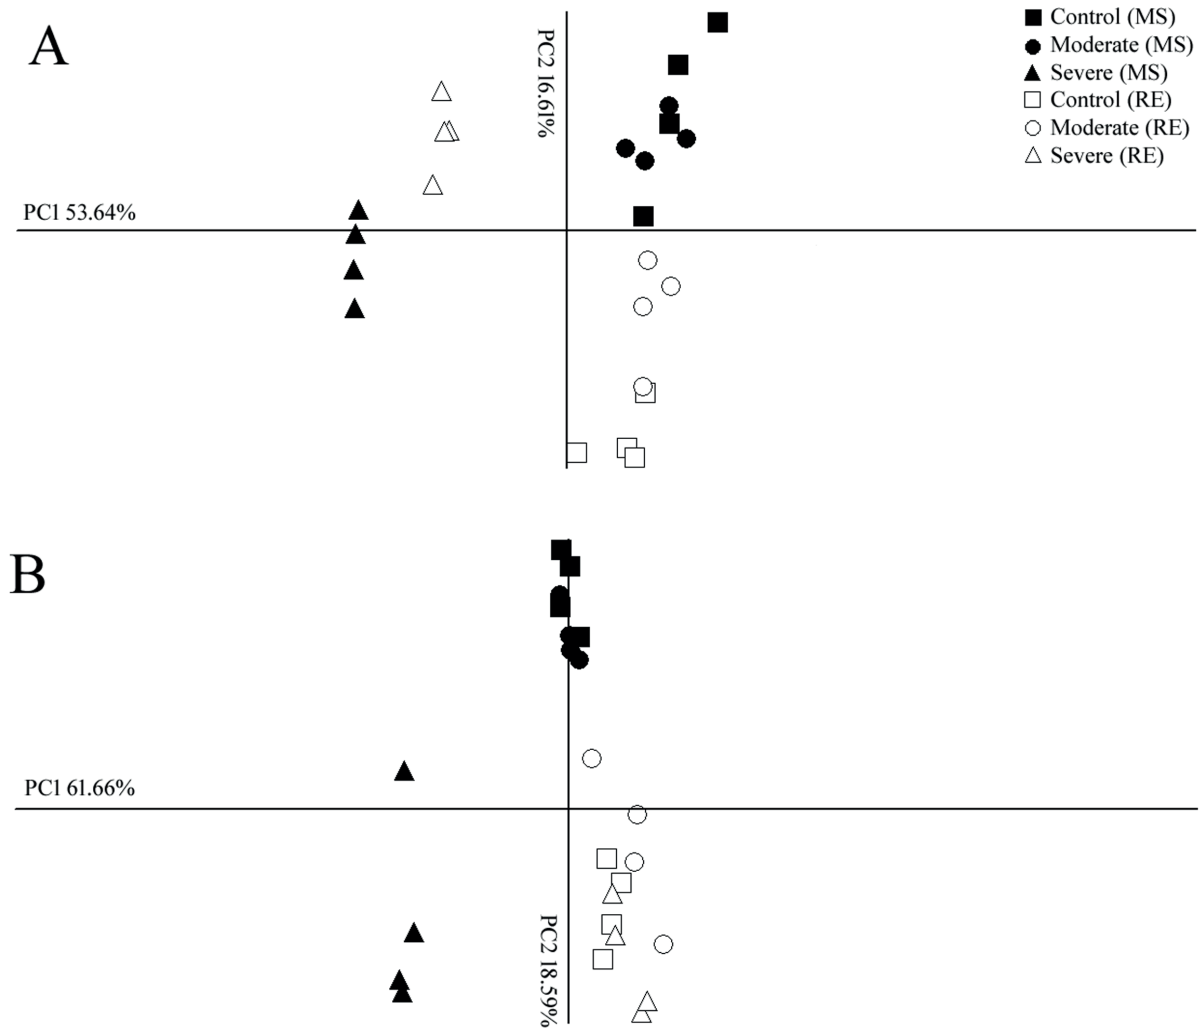 A
PC2 16.61%
Control (MS)
Moderate (MS)
Severe (MS)
Control (RE)
Moderate (RE)
Severe (RE)
PC1 53.64%
B
PC1 61.66%
PC2 18.59%